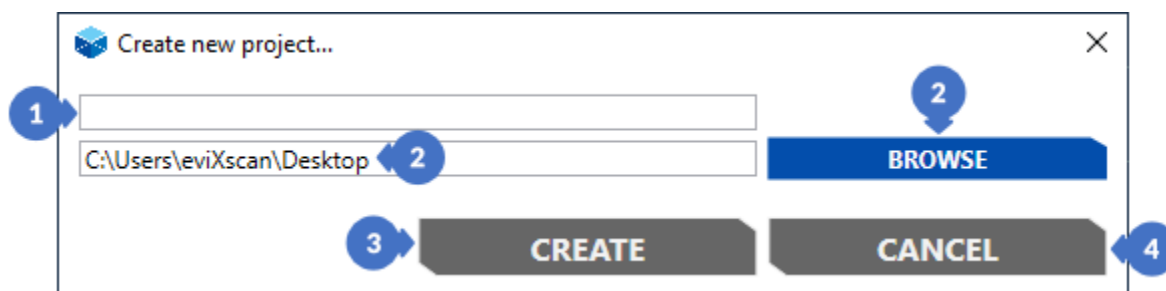 Create new project...
1
2
C:\Users\eviXscan\Desktop 2
BROWSE
3 CREATE
CANCEL 4